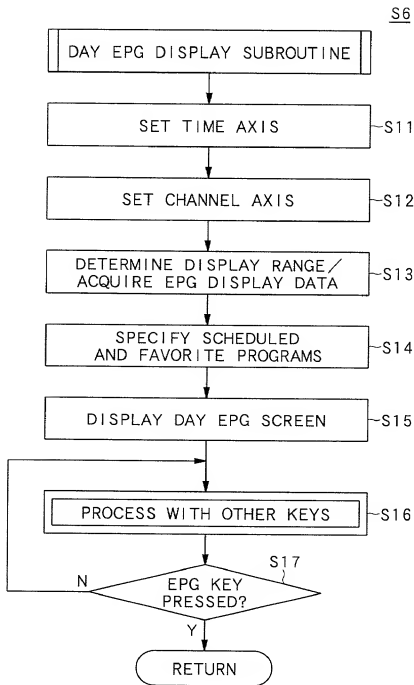 S6
DAY EPG DISPLAY SUBROUTINE
SET TIME AXIS
S11
SET CHANNEL AXIS
S12
DETERMINE DISPLAY RANGE/
ACQUIRE EPG DISPLAY DATA
S13
SPECIFY SCHEDULED
AND FAVORITE PROGRAMS
S14
DISPLAY DAY EPG SCREEN
S15
PROCESS WITH OTHER KEYS
S16
S17
EPG KEY
PRESSED?
N
Y
RETURN